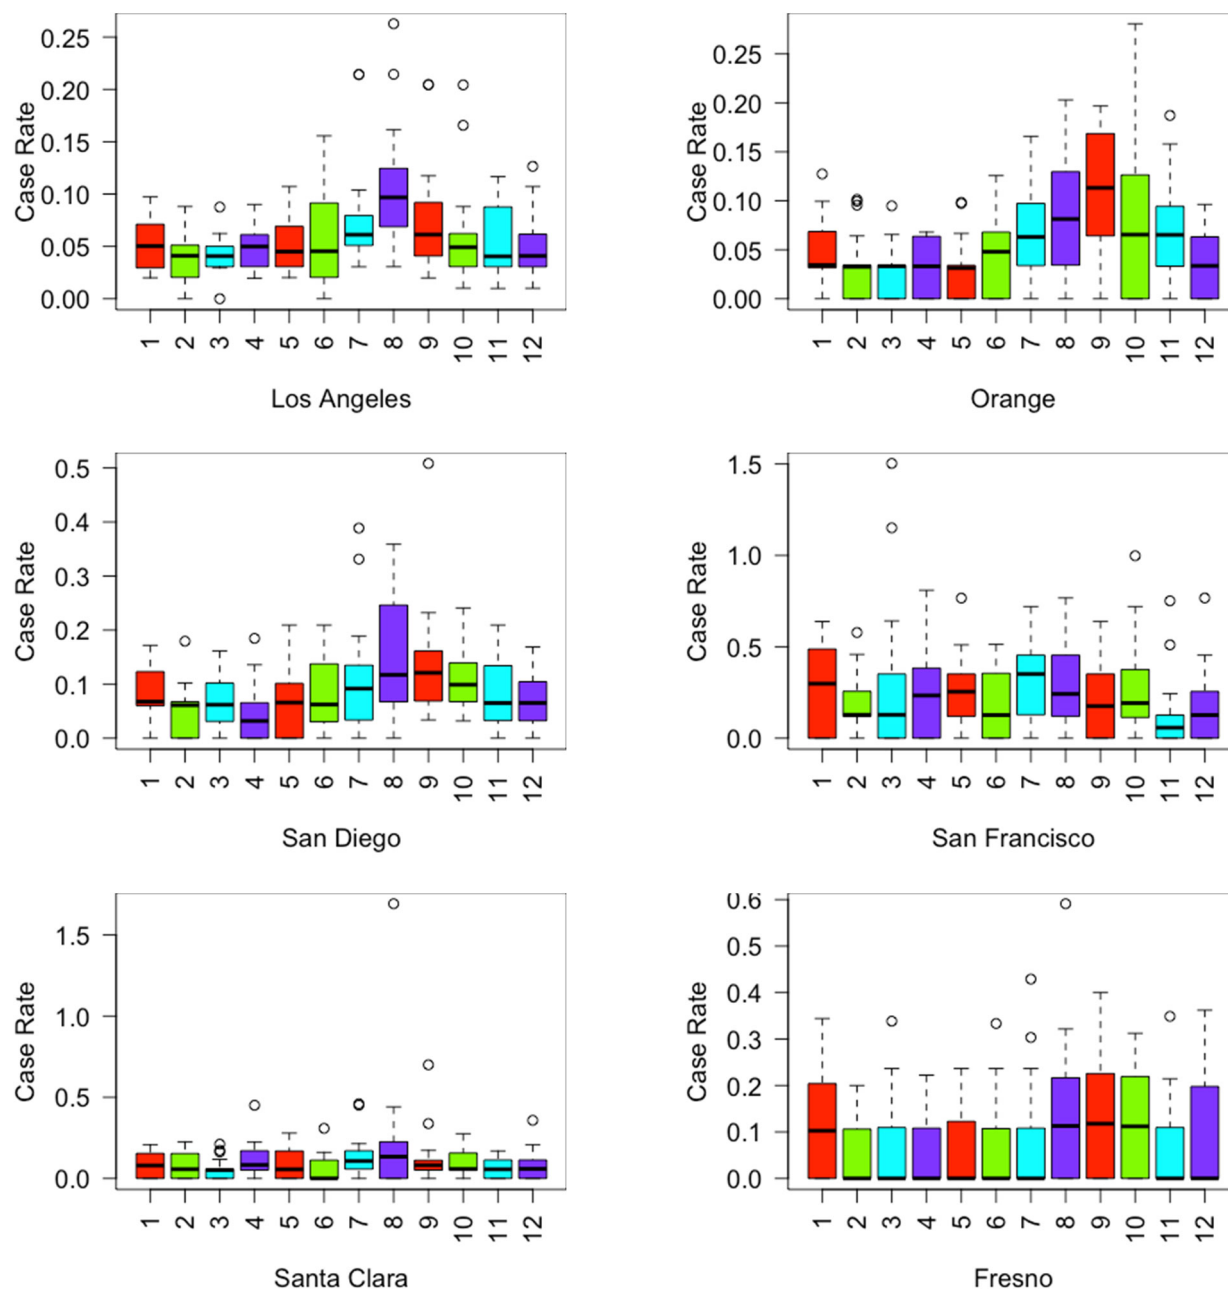 Case Rate
0.25
0.20
0.15
0.10
0.05
0.00
1 2 3 4 5 6 7 8 9 10 11 12
Los Angeles
Case Rate
0.25
0.20
0.15
0.10
0.05
0.00
1 2 3 4 5 6 7 8 9 10 11 12
Orange
Case Rate
0.5
0.4
0.3
0.2
0.1
0.0
1 2 3 4 5 6 7 8 9 10 11 12
San Diego
Case Rate
1.5
1.0
0.5
0.0
1 2 3 4 5 6 7 8 9 10 11 12
San Francisco
Case Rate
1.5
1.0
0.5
0.0
1 2 3 4 5 6 7 8 9 10 11 12
Santa Clara
Case Rate
0.6
0.5
0.4
0.3
0.2
0.1
0.0
1 2 3 4 5 6 7 8 9 10 11 12
Fresno